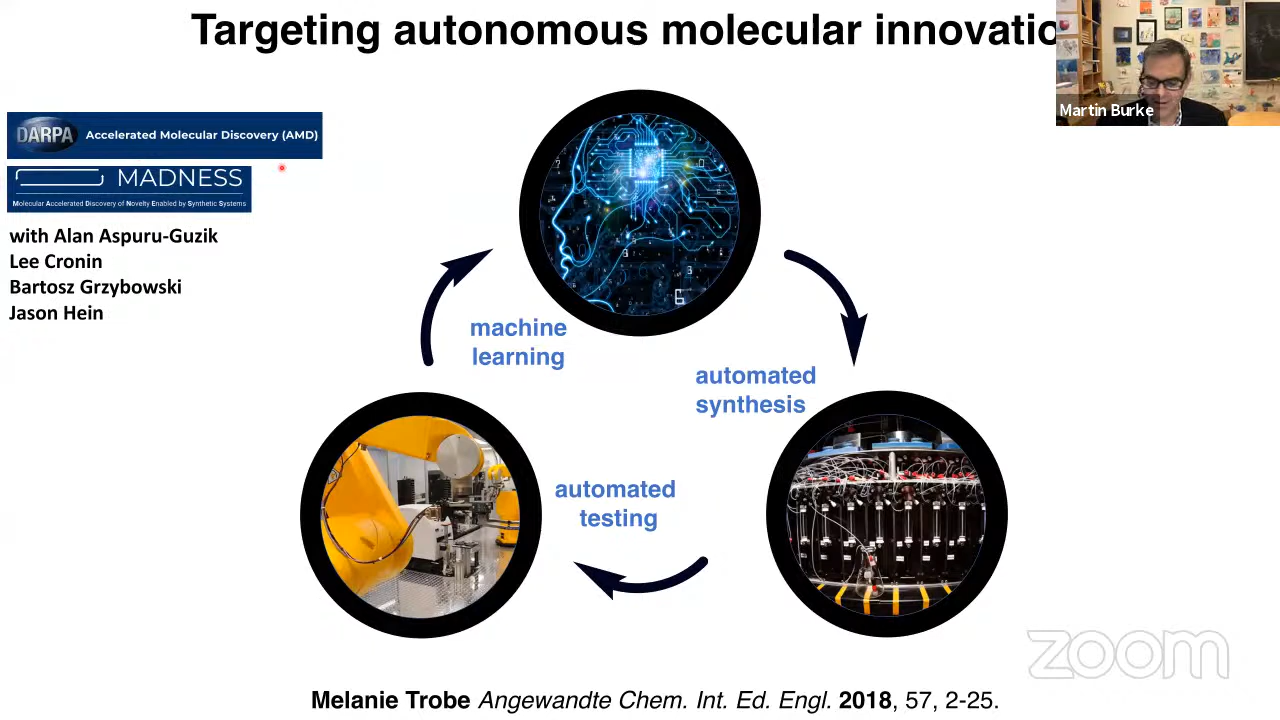 Targeting autonomous molecular innovatio
Martin Burke
DARPA Accelerated Molecular Discovery (AMD)
MADNESS
Molecular Accelerated Discovery of Novelty Enabled by Synthetic Systems
with Alan Aspuru-Guzik
Lee Cronin
Bartosz Grzybowski
Jason Hein
machine
learning
automated
synthesis
automated
testing
zoom
Melanie Trobe Angewandte Chem. Int. Ed. Engl. 2018, 57, 2-25.